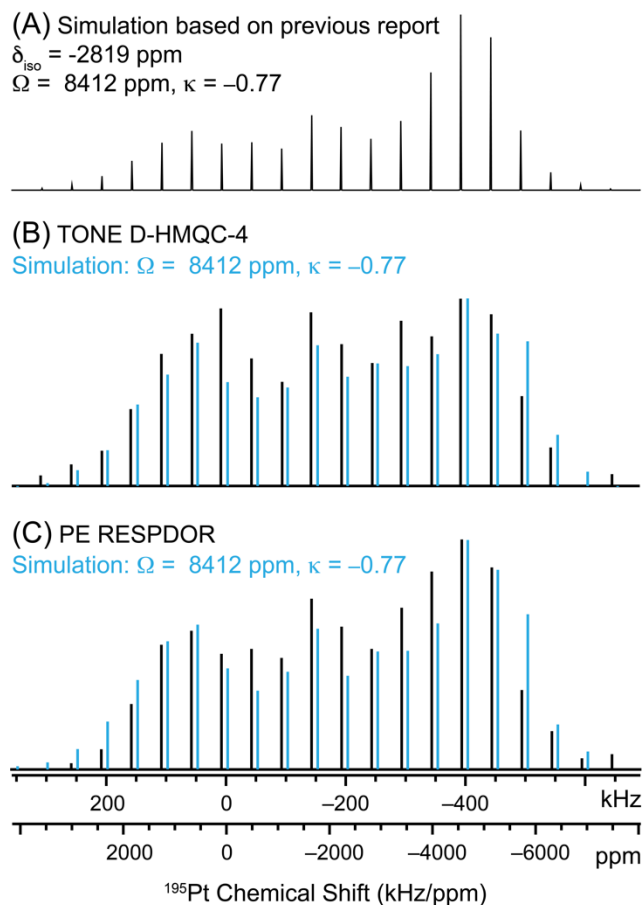 (A) Simulation based on previous report
δiso = -2819 ppm
Ω = 8412 ppm, κ = –0.77
(B) TONE D-HMQC-4
Simulation: Ω = 8412 ppm, κ = –0.77
(C) PE RESPDOR
Simulation: Ω = 8412 ppm, κ = –0.77
200 0 –200 –400 kHz
2000 0 –2000 –4000 –6000 ppm
¹⁹⁵Pt Chemical Shift (kHz/ppm)